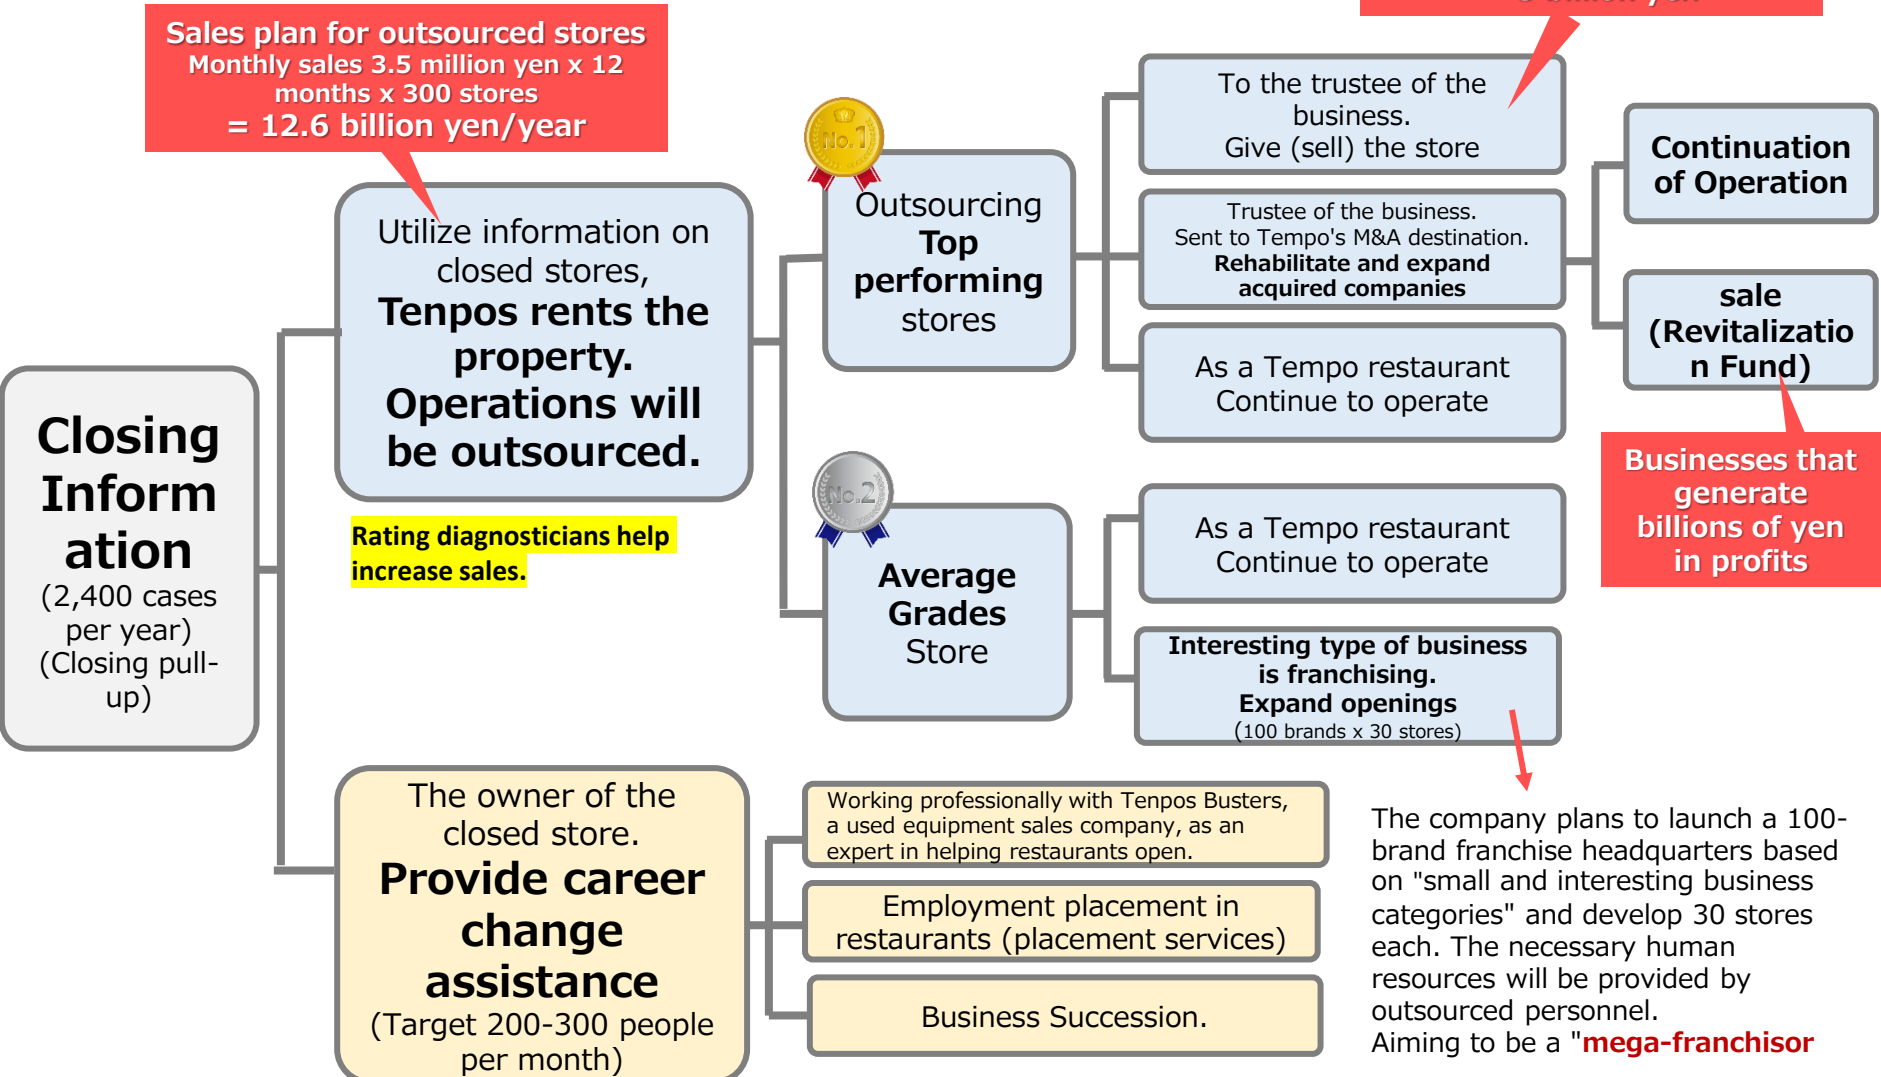 Sales plan for outsourced stores
Monthly sales 3.5 million yen x 12
months x 300 stores
= 12.6 billion yen/year
Utilize information on
closed stores,
Tenpos rents the
property.
Operations will
be outsourced.
Rating diagnosticians help
increase sales.
Closing
Inform
ation
(2,400 cases
per year)
(Closing pull-
up)
The owner of the
closed store.
Provide career
change
assistance
(Target 200-300 people
per month)
No.1
Outsourcing
Top
performing
stores
No.2
Average
Grades
Store
billion yen
To the trustee of the
business.
Give (sell) the store
Trustee of the business.
Sent to Tempo's M&A destination.
Rehabilitate and expand
acquired companies
As a Tempo restaurant
Continue to operate
Continuation
of Operation
sale
(Revitalizatio
n Fund)
Businesses that
generate
billions of yen
in profits
As a Tempo restaurant
Continue to operate
Interesting type of business
is franchising.
Expand openings
(100 brands x 30 stores)
Working professionally with Tenpos Busters,
a used equipment sales company, as an
expert in helping restaurants open.
Employment placement in
restaurants (placement services)
Business Succession.
The company plans to launch a 100-
brand franchise headquarters based
on "small and interesting business
categories" and develop 30 stores
each. The necessary human
resources will be provided by
outsourced personnel.
Aiming to be a "mega-franchisor